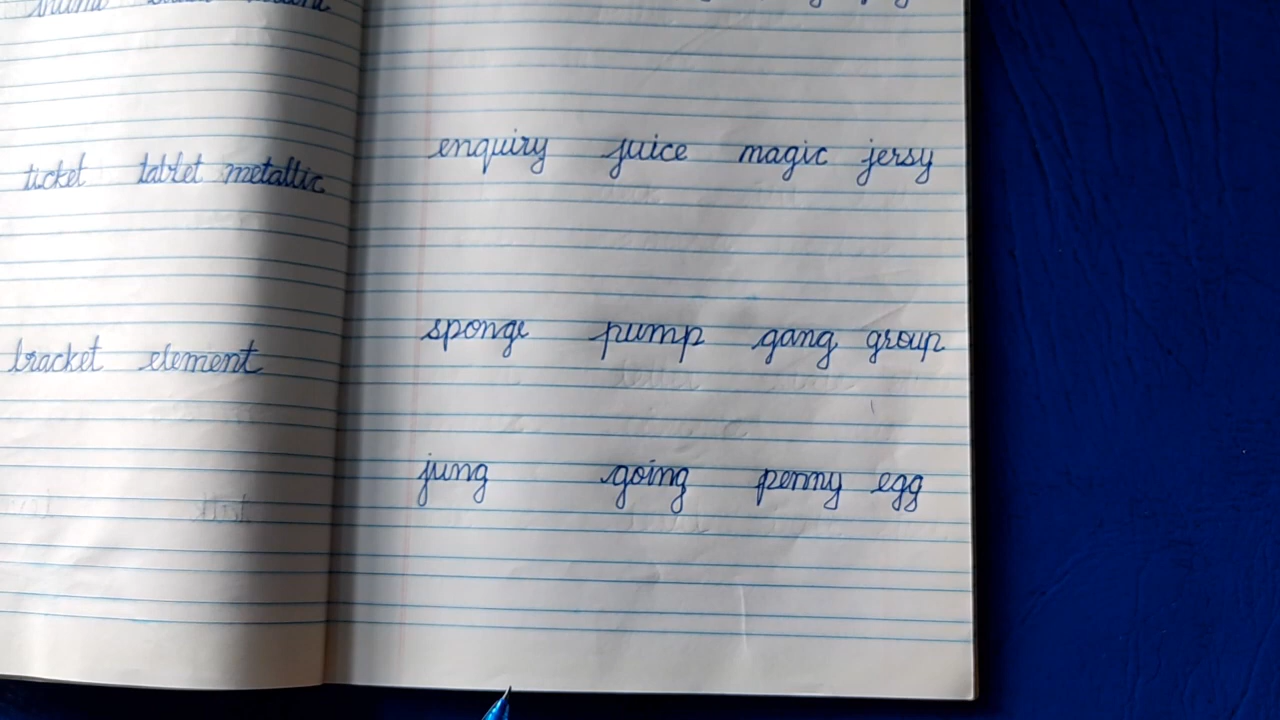 ticket tablet metallic
bracket element
enquiry juice magic jersy
sponge pump gang group
jung going penny egg